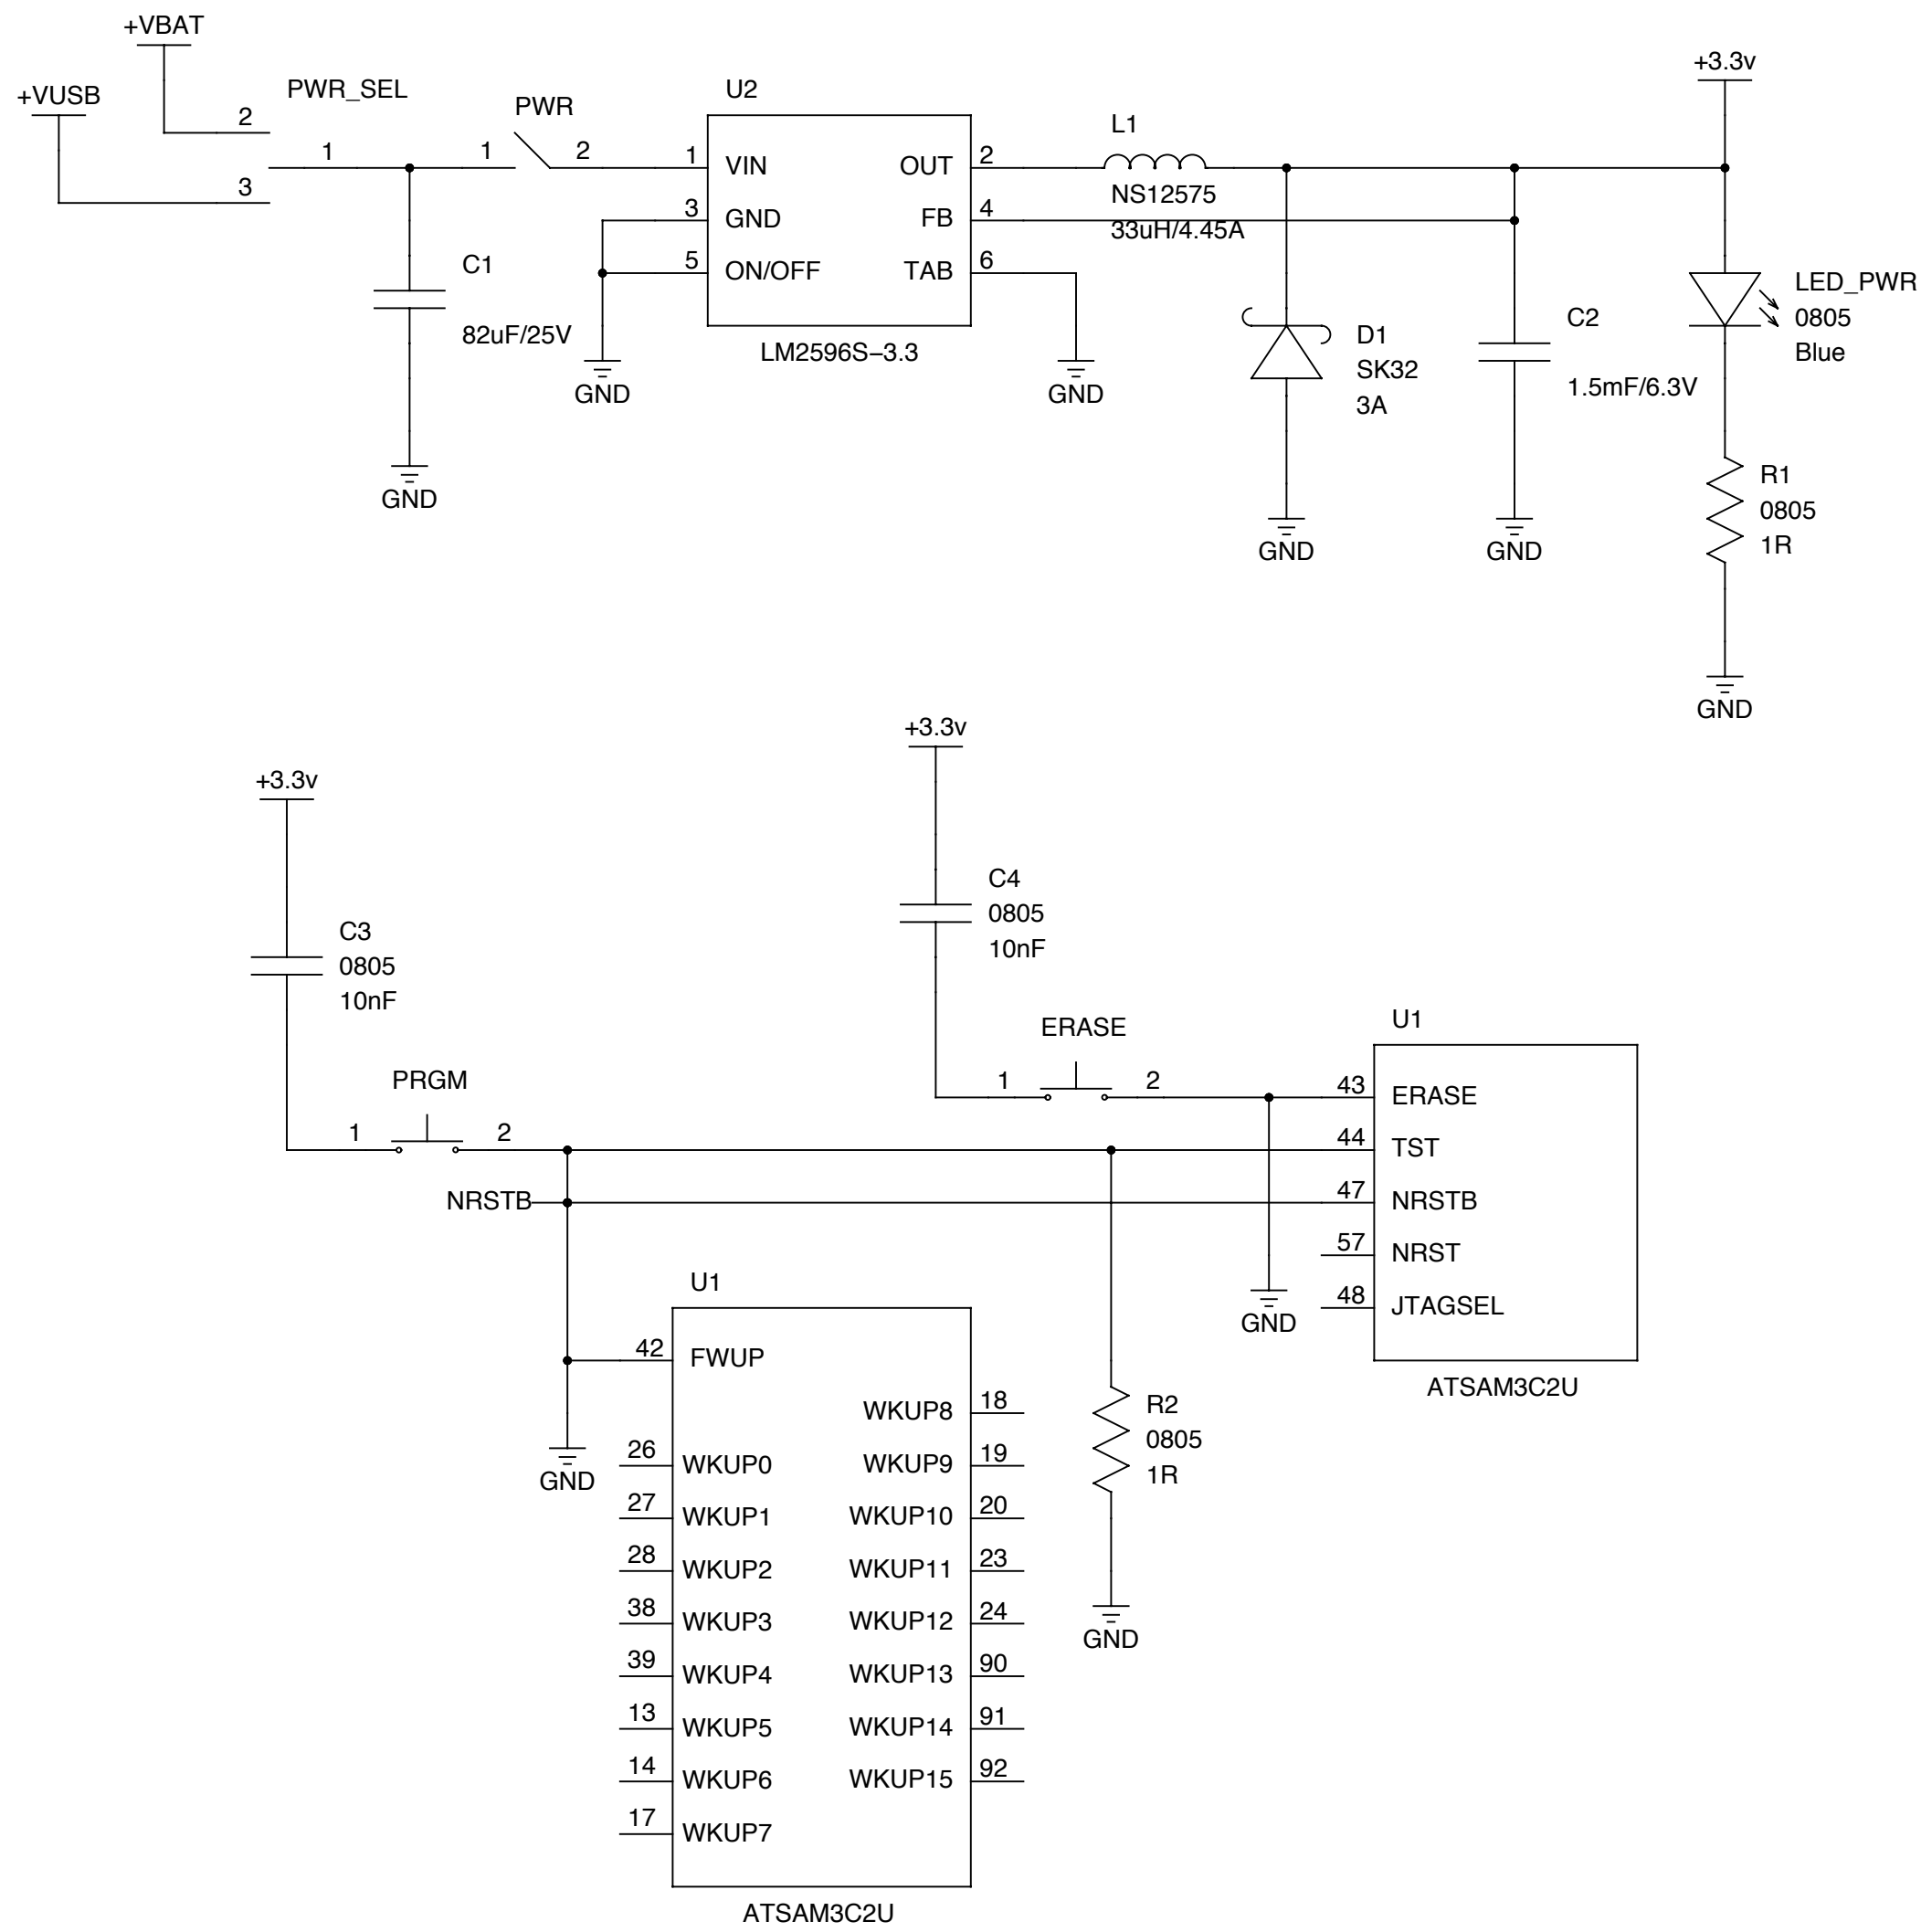 +VBAT
+VUSB
PWR_SEL
2
1
3
PWR
1
2
C1
82uF/25V
GND
U2
1 VIN
3 GND
5 ON/OFF
OUT 2
FB 4
TAB 6
LM2596S–3.3
GND
GND
L1
NS12575
33uH/4.45A
D1
SK32
3A
GND
C2
1.5mF/6.3V
GND
+3.3v
LED_PWR
0805
Blue
R1
0805
1R
GND
+3.3v
C3
0805
10nF
PRGM
1
2
+3.3v
C4
0805
10nF
ERASE
1
2
NRSTB
GND
U1
43 ERASE
44 TST
47 NRSTB
57 NRST
48 JTAGSEL
ATSAM3C2U
GND
U1
42 FWUP
26 WKUP0
27 WKUP1
28 WKUP2
38 WKUP3
39 WKUP4
13 WKUP5
14 WKUP6
17 WKUP7
WKUP8 18
WKUP9 19
WKUP10 20
WKUP11 23
WKUP12 24
WKUP13 90
WKUP14 91
WKUP15 92
ATSAM3C2U
R2
0805
1R
GND